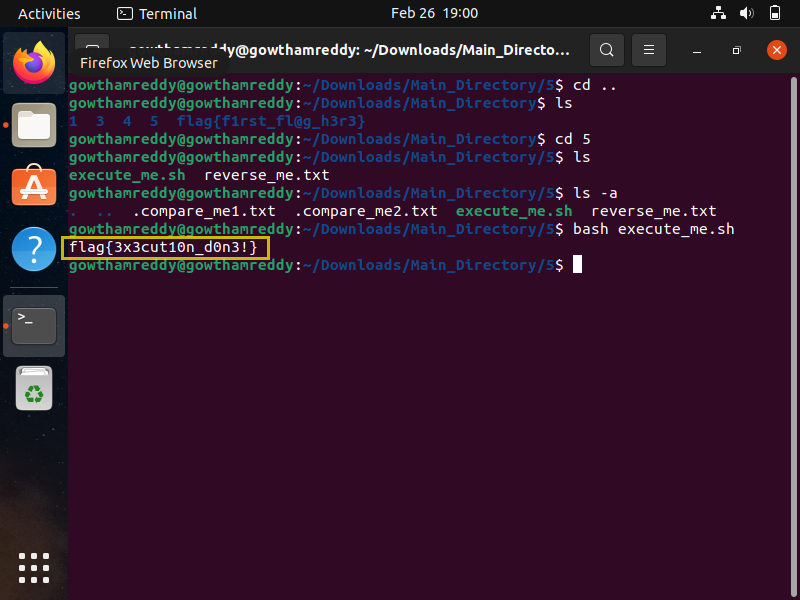 Activities Terminal Feb 26 19:00
gowthamreddy@gowthamreddy: ~/Downloads/Main_Directo...
Firefox Web Browser
gowthamreddy@gowthamreddy:~/Downloads/Main_Directory/5$ cd ..
gowthamreddy@gowthamreddy:~/Downloads/Main_Directory$ ls
1 3 4 5 flag{f1rst_fl@g_h3r3}
gowthamreddy@gowthamreddy:~/Downloads/Main_Directory$ cd 5
gowthamreddy@gowthamreddy:~/Downloads/Main_Directory/5$ ls
execute_me.sh reverse_me.txt
gowthamreddy@gowthamreddy:~/Downloads/Main_Directory/5$ ls -a
. .. .compare_me1.txt .compare_me2.txt execute_me.sh reverse_me.txt
gowthamreddy@gowthamreddy:~/Downloads/Main_Directory/5$ bash execute_me.sh
flag{3x3cut10n_d0n3!}
gowthamreddy@gowthamreddy:~/Downloads/Main_Directory/5$